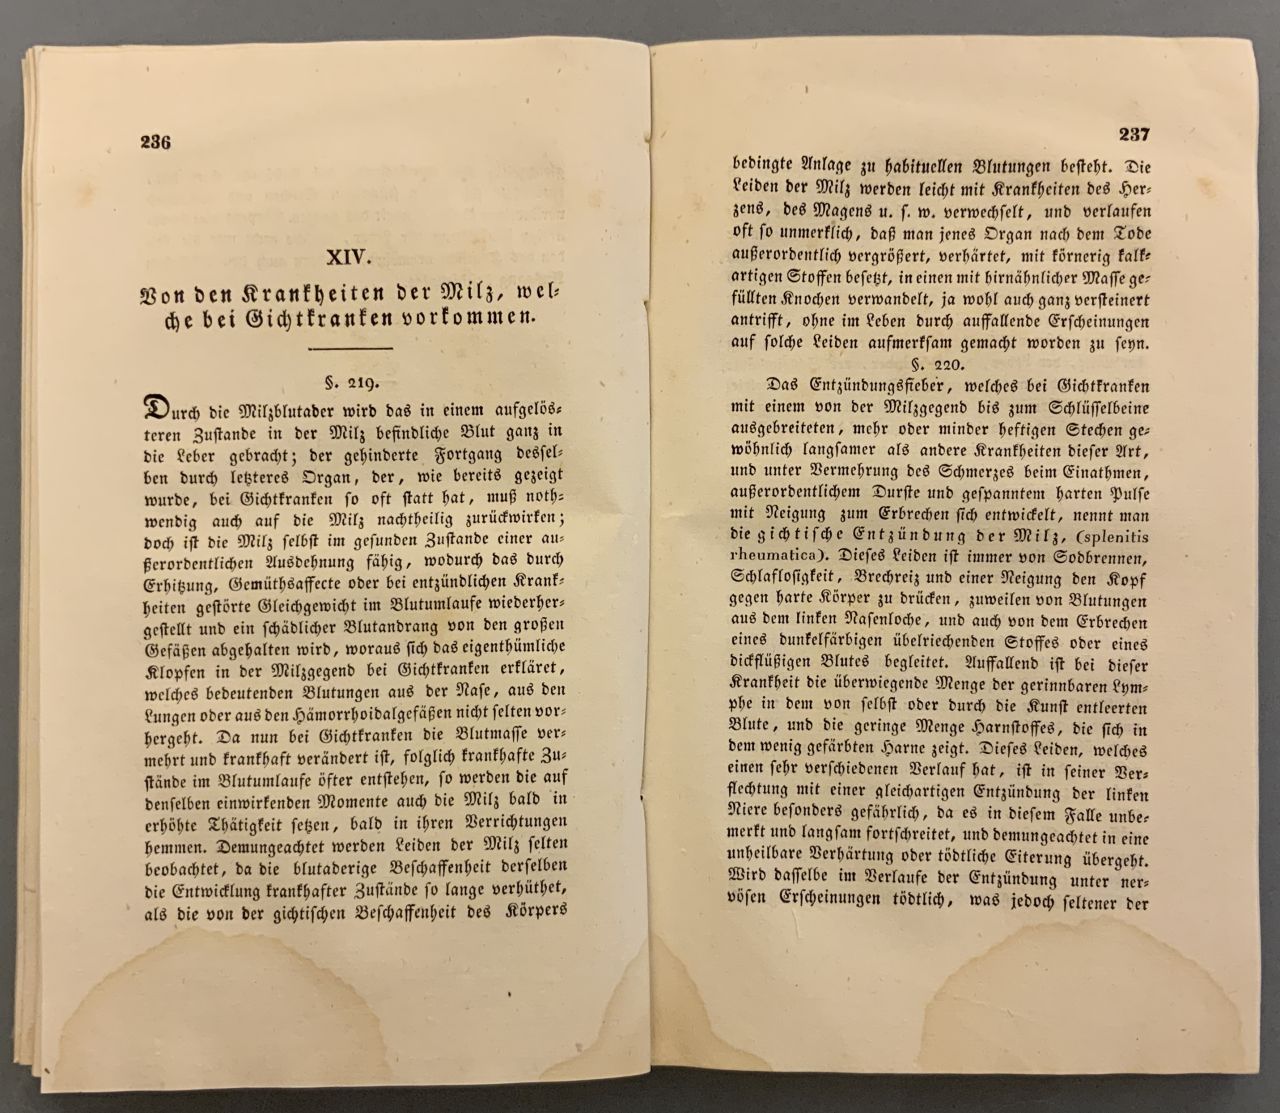 236
XIV.
Von den Krankheiten der Milz, wel-
che bei Gichtkranken vorkommen.
§. 219.
Durch die Milzblutader wird das in einem aufgelös-
teren Zustande in der Milz befindliche Blut ganz in
die Leber gebracht; der gehinderte Fortgang dessel-
ben durch letzteres Organ, der, wie bereits gezeigt
wurde, bei Gichtkranken so oft statt hat, muß noth-
wendig auch auf die Milz nachtheilig zurückwirken;
doch ist die Milz selbst im gesunden Zustande einer au-
ßerordentlichen Ausdehnung fähig, wodurch das durch
Erhitzung, Gemüthsaffecte oder bei entzündlichen Krank-
heiten gestörte Gleichgewicht im Blutumlaufe wiederher-
gestellt und ein schädlicher Blutandrang von den großen
Gefäßen abgehalten wird, woraus sich das eigenthümliche
Klopfen in der Milzgegend bei Gichtkranken erkläret,
welches bedeutenden Blutungen aus der Nase, aus den
Lungen oder aus den Hämorrhoidalgefäßen nicht selten vor-
hergeht. Da nun bei Gichtkranken die Blutmasse ver-
mehrt und krankhaft verändert ist, folglich krankhafte Zu-
stände im Blutumlaufe öfter entstehen, so werden die auf
denselben einwirkenden Momente auch die Milz bald in
erhöhte Thätigkeit setzen, bald in ihren Verrichtungen
hemmen. Demungeachtet werden Leiden der Milz selten
beobachtet, da die blutaderige Beschaffenheit derselben
die Entwicklung krankhafter Zustände so lange verhüthet,
als die von der gichtischen Beschaffenheit des Körpers
237
bedingte Anlage zu habituellen Blutungen besteht. Die
Leiden der Milz werden leicht mit Krankheiten des Her-
zens, des Magens u. s. w. verwechselt, und verlaufen
oft so unmerklich, daß man jenes Organ nach dem Tode
außerordentlich vergrößert, verhärtet, mit körnerig kalk-
artigen Stoffen besetzt, in einen mit hirnähnlicher Masse ge-
füllten Knochen verwandelt, ja wohl auch ganz versteinert
antrifft, ohne im Leben durch auffallende Erscheinungen
auf solche Leiden aufmerksam gemacht worden zu seyn.
§. 220.
Das Entzündungsfieber, welches bei Gichtkranken
mit einem von der Milzgegend bis zum Schlüsselbeine
ausgebreiteten, mehr oder minder heftigen Stechen ge-
wöhnlich langsamer als andere Krankheiten dieser Art,
und unter Vermehrung des Schmerzes beim Einathmen,
außerordentlichem Durste und gespanntem harten Pulse
mit Neigung zum Erbrechen sich entwickelt, nennt man
die gichtische Entzündung der Milz, (splenitis
rheumatica). Dieses Leiden ist immer von Sodbrennen,
Schlaflosigkeit, Brechreiz und einer Neigung den Kopf
gegen harte Körper zu drücken, zuweilen von Blutungen
aus dem linken Nasenloche, und auch von dem Erbrechen
eines dunkelfärbigen übelriechenden Stoffes oder eines
dickflüßigen Blutes begleitet. Auffallend ist bei dieser
Krankheit die überwiegende Menge der gerinnbaren Lym-
phe in dem von selbst oder durch die Kunst entleerten
Blute, und die geringe Menge Harnstoffes, die sich in
dem wenig gefärbten Harne zeigt. Dieses Leiden, welches
einen sehr verschiedenen Verlauf hat, ist in seiner Ver-
flechtung mit einer gleichartigen Entzündung der linken
Niere besonders gefährlich, da es in diesem Falle unbe-
merkt und langsam fortschreitet, und demungeachtet in eine
unheilbare Verhärtung oder tödtliche Eiterung übergeht.
Wird dasselbe im Verlaufe der Entzündung unter ner-
vösen Erscheinungen tödtlich, was jedoch seltener der